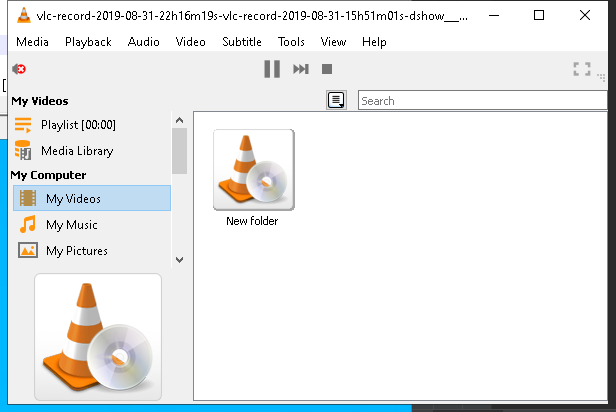 vlc-record-2019-08-31-22h16m19s-vlc-record-2019-08-31-15h51m01s-dshow__...
Media Playback Audio Video Subtitle Tools View Help
My Videos
Search
Playlist [00:00]
Media Library
My Computer
My Videos
My Music
My Pictures
New folder